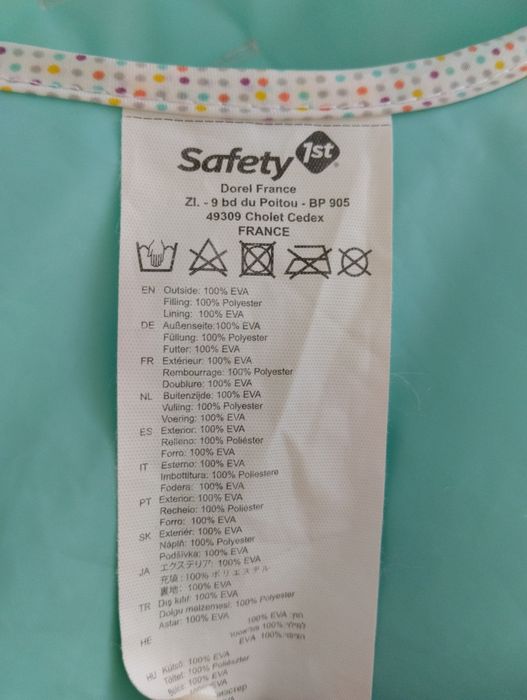 Safety 1st
Dorel France
ZI. - 9 bd du Poitou - BP 905
49309 Cholet Cedex
FRANCE
EN Outside: 100% EVA
Filling: 100% Polyester
Lining: 100% EVA
DE Außenseite:100% EVA
Füllung: 100% Polyester
Futter: 100% EVA
FR Extérieur: 100% EVA
Rembourrage: 100% Polyester
Doublure: 100% EVA
NL Buitenzijde: 100% EVA
Vulling: 100% Polyester
Voering: 100% EVA
ES Exterior: 100% EVA
Relleno: 100% Poliéster
Forro: 100% EVA
IT Esterno: 100% EVA
Imbottitura: 100% Poliestere
Fodera: 100% EVA
PT Exterior: 100% EVA
Recheio: 100% Poliéster
Forro: 100% EVA
SK Exteriér: 100% EVA
Náplň: 100% Polyester
Podšívka: 100% EVA
JA エクステリア: 100% EVA
充填 :100% ポリエステル
裏地: 100% EVA
TR Dış kılıf: 100% EVA
Dolgu malzemesi: 100% Polyester
Astar: 100% EVA
HE 100% EVA
100%
EVA 100%
HU Külső: 100% EVA
Töltet: 100% Poliészter
100% EVA